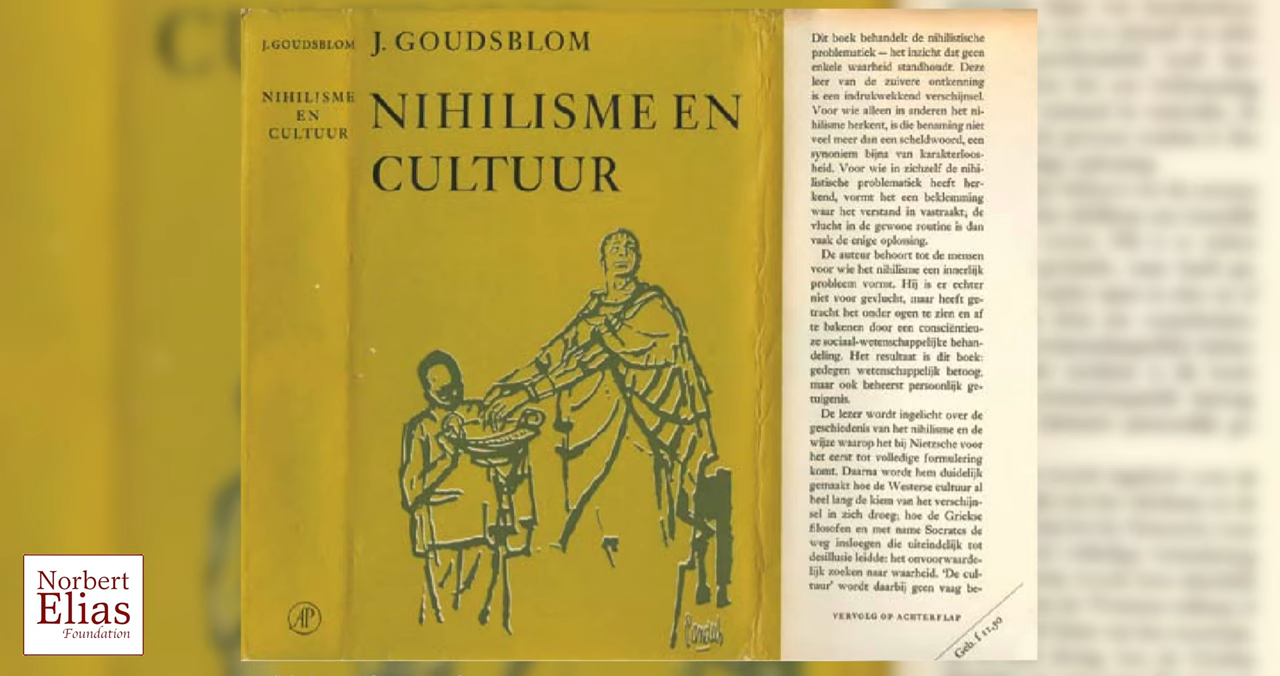 J. GOUDSBLOM
NIHILISME
EN
CULTUUR
AP
J. GOUDSBLOM
NIHILISME EN
CULTUUR
Dit boek behandelt de nihilistische
problematiek — het inzicht dat geen
enkele waarheid standhoudt. Deze
leer van de zuivere ontkenning
is een indrukwekkend verschijnsel.
Voor wie alleen in anderen het ni-
hilisme herkent, is die benaming niet
veel meer dan een scheldwoord, een
synoniem bijna van karakterloos-
heid. Voor wie in zichzelf de nihi-
listische problematiek heeft her-
kend, vormt het een beklemming
waar het verstand in vastraakt; de
vlucht in de gewone routine is dan
vaak de enige oplossing.
De auteur behoort tot de mensen
voor wie het nihilisme een innerlijk
probleem vormt. Hij is er echter
niet voor gevlucht, maar heeft ge-
tracht het onder ogen te zien en af
te bakenen door een consciëntieu-
ze sociaal-wetenschappelijke behan-
deling. Het resultaat is dit boek:
gedegen wetenschappelijk betoog,
maar ook beheerst persoonlijk ge-
tuigenis.
De lezer wordt ingelicht over de
geschiedenis van het nihilisme en de
wijze waarop het bij Nietzsche voor
het eerst tot volledige formulering
komt. Daarna wordt hem duidelijk
gemaakt hoe de Westerse cultuur al
heel lang de kiem van het verschijn-
sel in zich droeg; hoe de Griekse
filosofen en met name Socrates de
weg insloegen die uiteindelijk tot
desillusie leidde: het onvoorwaarde-
lijk zoeken naar waarheid. 'De cul-
tuur' wordt daarbij geen vaag be-
VERVOLG OP ACHTERFLAP
Geb. f 12,50
Norbert
Elias
Foundation